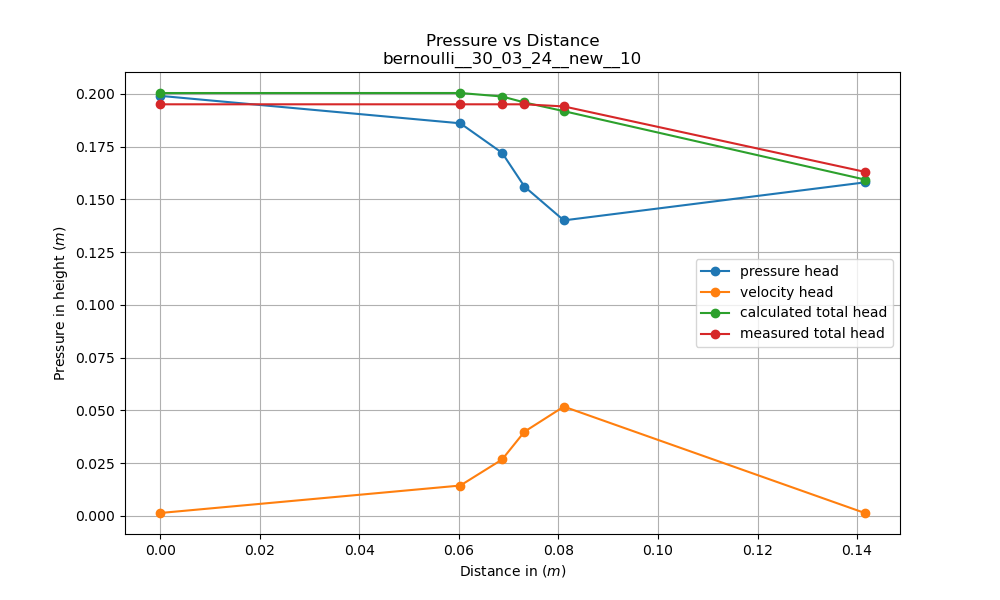 Pressure vs Distance
bernoulli__30_03_24__new__10
0.200
0.175
0.150
0.125
0.100
0.075
0.050
0.025
0.000
Pressure in height (m)
pressure head
velocity head
calculated total head
measured total head
0.00 0.02 0.04 0.06 0.08 0.10 0.12 0.14
Distance in (m)